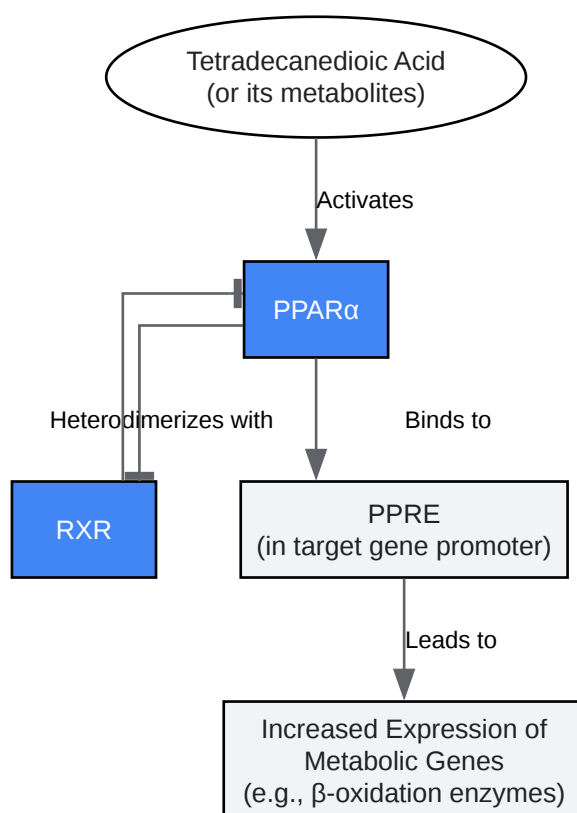 Tetradecanedioic Acid
(or its metabolites)
Activates
PPARα
Heterodimerizes with
Binds to
RXR
PPRE
(in target gene promoter)
Leads to
Increased Expression of
Metabolic Genes
(e.g., β-oxidation enzymes)